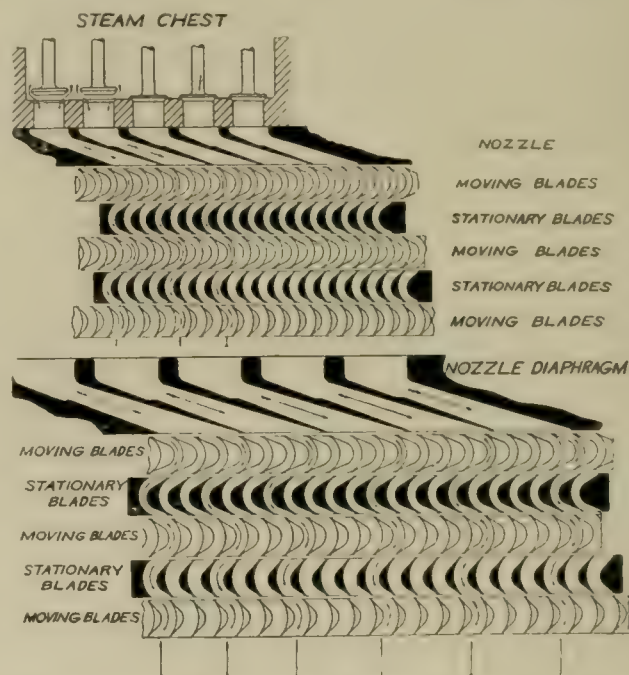 STEAM CHEST
NOZZLE
MOVING BLADES
STATIONARY BLADES
MOVING BLADES
STATIONARY BLADES
MOVING BLADES
NOZZLE DIAPHRAGM
MOVING BLADES
STATIONARY
BLADES
MOVING BLADES
STATIONARY
BLADES
MOVING BLADES